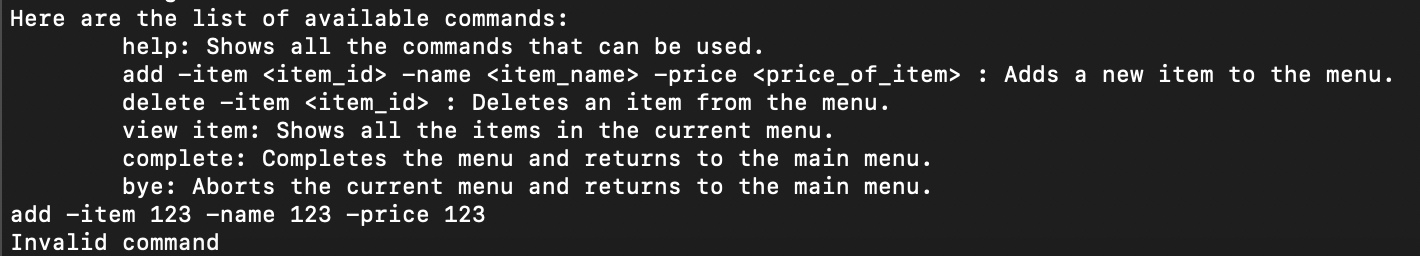 Here are the list of available commands:
help: Shows all the commands that can be used.
add -item <item_id> -name <item_name> -price <price_of_item> : Adds a new item to the menu.
delete -item <item_id> : Deletes an item from the menu.
view item: Shows all the items in the current menu.
complete: Completes the menu and returns to the main menu.
bye: Aborts the current menu and returns to the main menu.
add -item 123 -name 123 -price 123
Invalid command